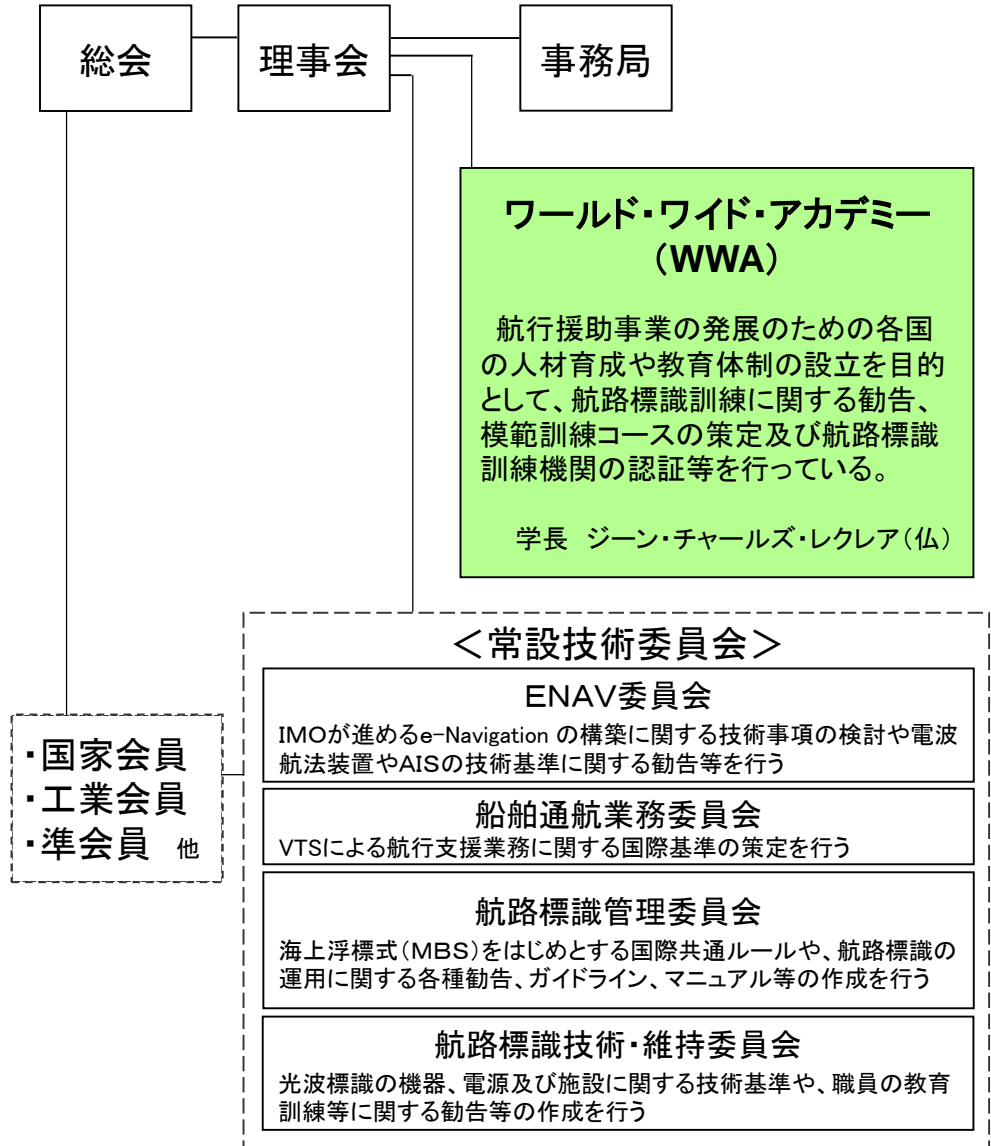 総会
理事会
事務局
ワールド・ワイド・アカデミー
（WWA）
航行援助事業の発展のための各国
の人材育成や教育体制の設立を目的
として、航路標識訓練に関する勧告、
模範訓練コースの策定及び航路標識
訓練機関の認証等を行っている。
学長　ジーン・チャールズ・レクレア（仏）
・国家会員
・工業会員
・準会員　他
＜常設技術委員会＞
ENAV委員会
IMOが進めるe-Navigation の構築に関する技術事項の検討や電波
航法装置やAISの技術基準に関する勧告等を行う
船舶通航業務委員会
VTSによる航行支援業務に関する国際基準の策定を行う
航路標識管理委員会
海上浮標式（MBS）をはじめとする国際共通ルールや、航路標識の
運用に関する各種勧告、ガイドライン、マニュアル等の作成を行う
航路標識技術・維持委員会
光波標識の機器、電源及び施設に関する技術基準や、職員の教育
訓練等に関する勧告等の作成を行う